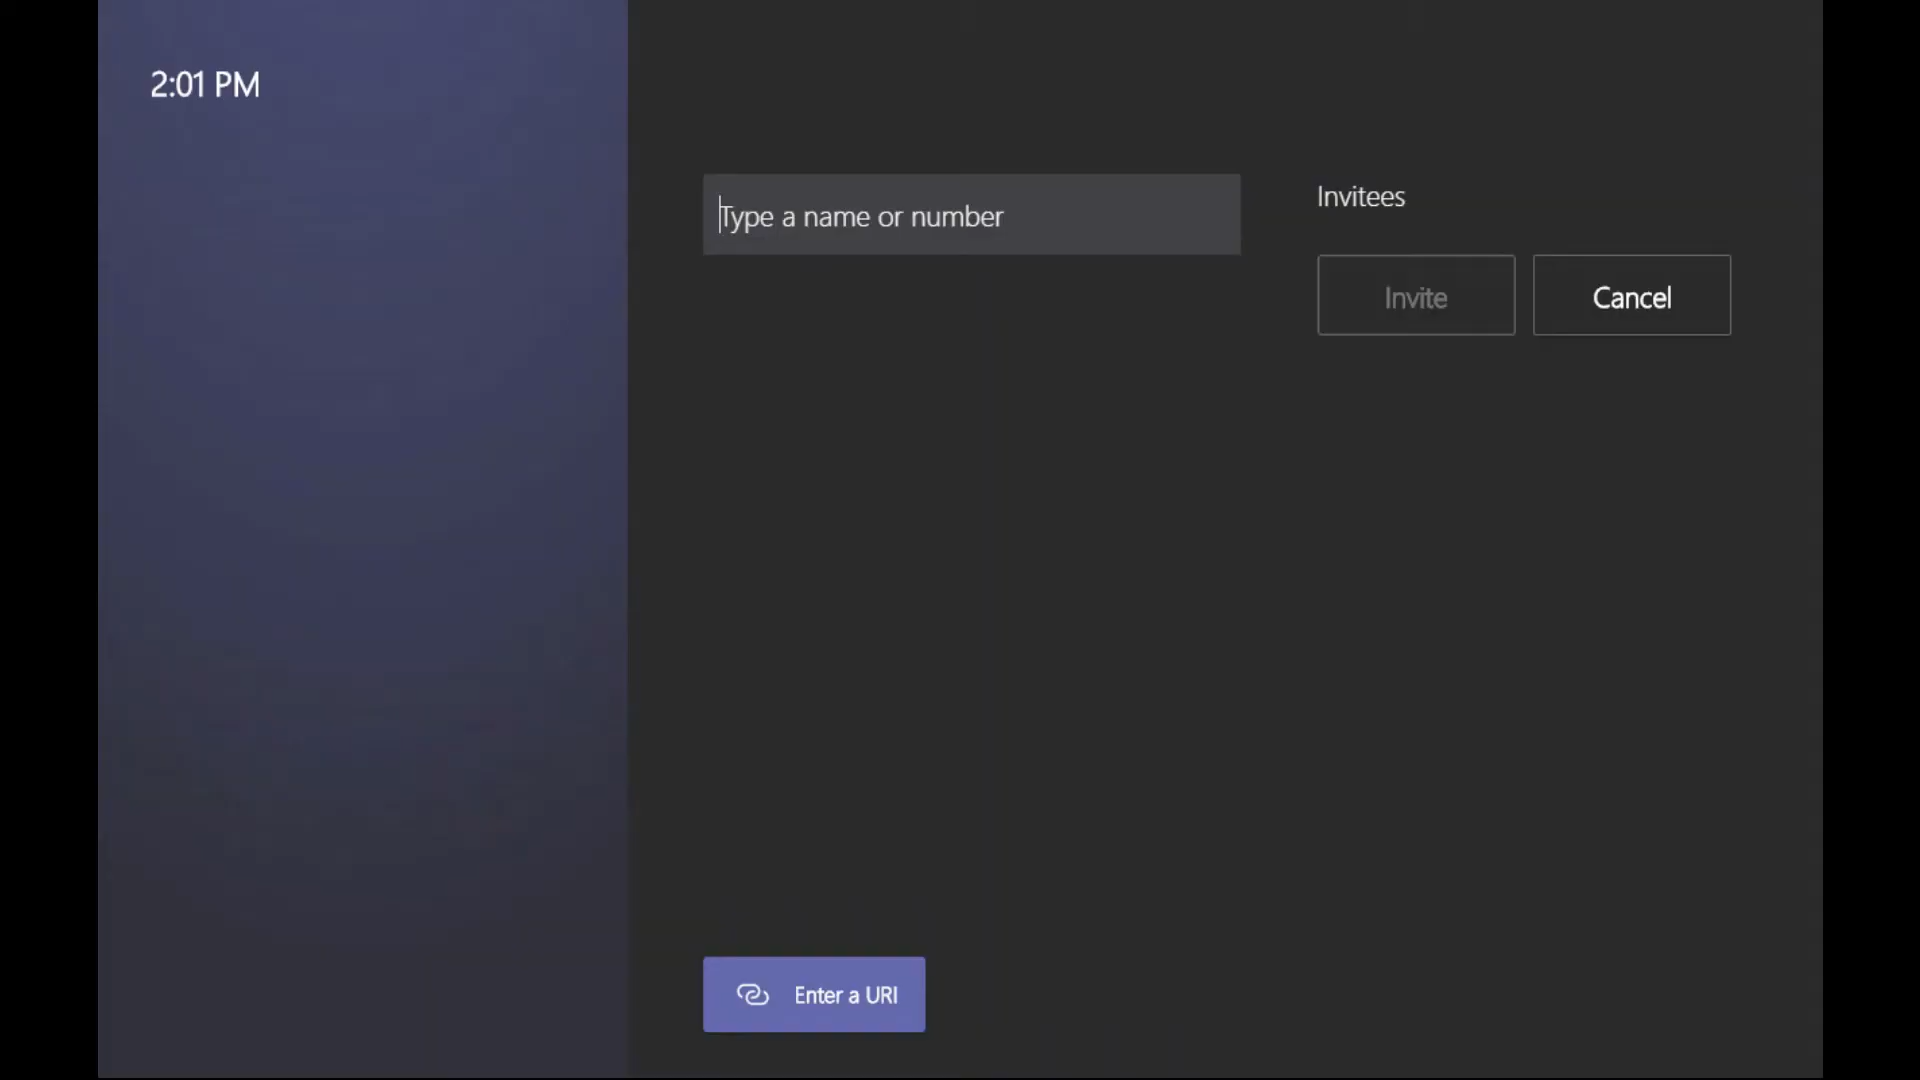 2:01 PM
Type a name or number
Invitees
Invite
Cancel
Enter a URI